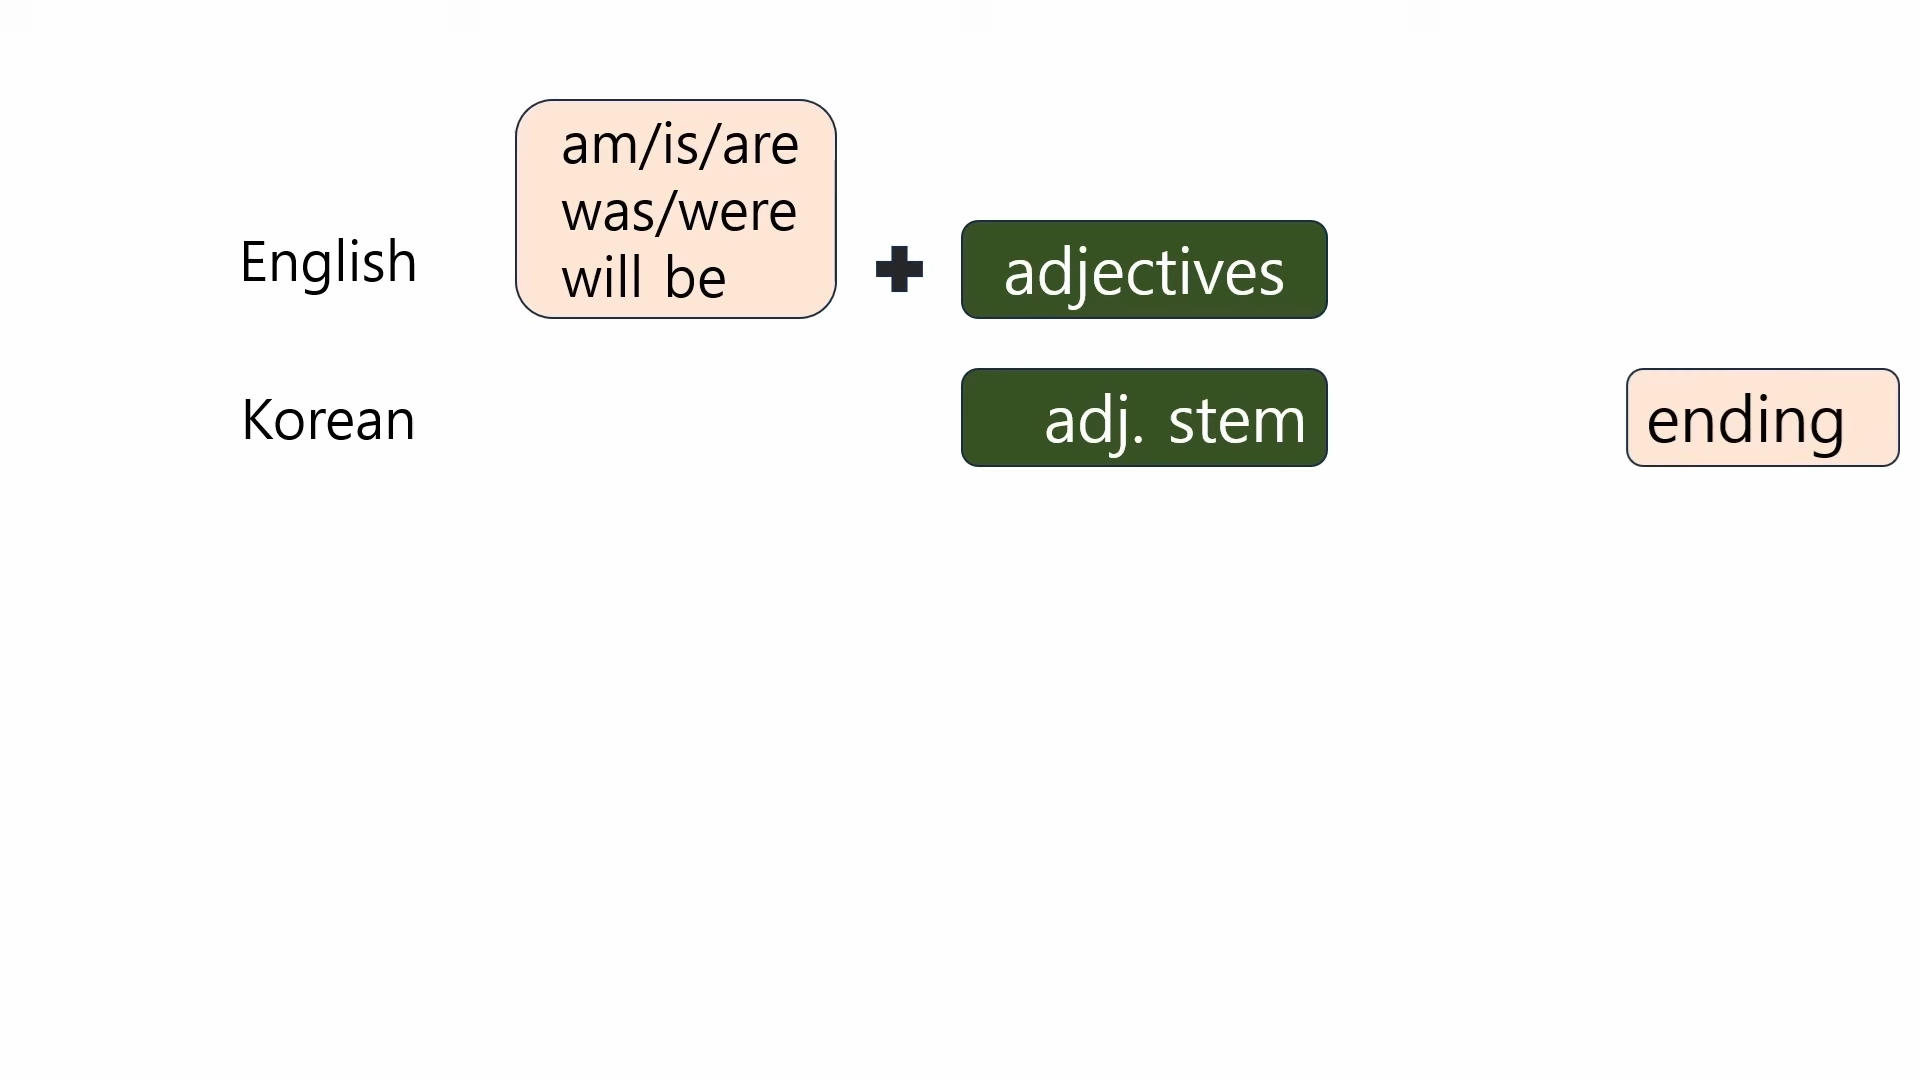 English
am/is/are
was/were
will be
adjectives
Korean
adj. stem
ending